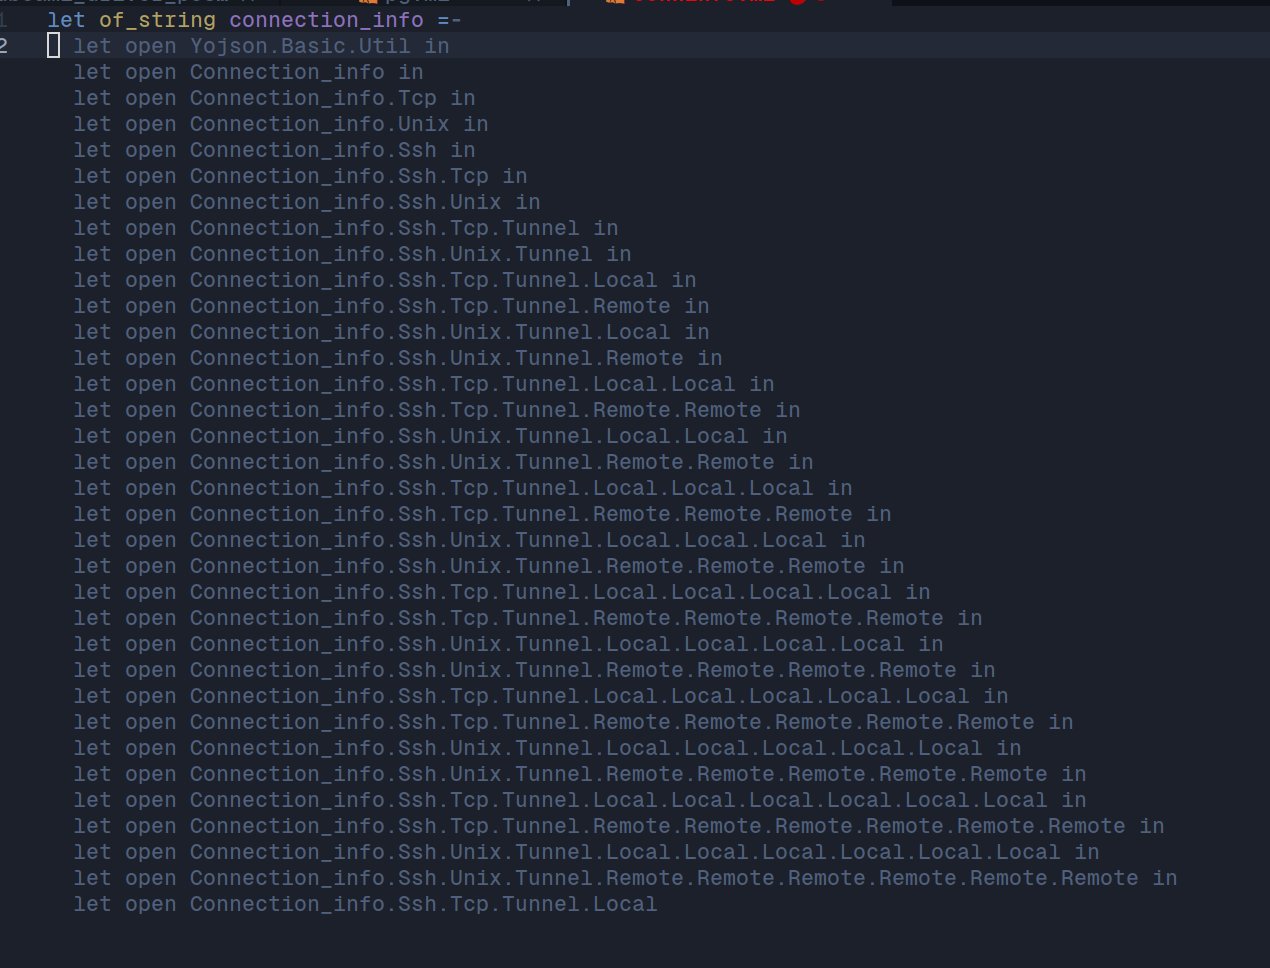 1 let of_string connection_info =-
2 let open Yojson.Basic.Util in
let open Connection_info in
let open Connection_info.Tcp in
let open Connection_info.Unix in
let open Connection_info.Ssh in
let open Connection_info.Ssh.Tcp in
let open Connection_info.Ssh.Unix in
let open Connection_info.Ssh.Tcp.Tunnel in
let open Connection_info.Ssh.Unix.Tunnel in
let open Connection_info.Ssh.Tcp.Tunnel.Local in
let open Connection_info.Ssh.Tcp.Tunnel.Remote in
let open Connection_info.Ssh.Unix.Tunnel.Local in
let open Connection_info.Ssh.Unix.Tunnel.Remote in
let open Connection_info.Ssh.Tcp.Tunnel.Local.Local in
let open Connection_info.Ssh.Tcp.Tunnel.Remote.Remote in
let open Connection_info.Ssh.Unix.Tunnel.Local.Local in
let open Connection_info.Ssh.Unix.Tunnel.Remote.Remote in
let open Connection_info.Ssh.Tcp.Tunnel.Local.Local.Local in
let open Connection_info.Ssh.Tcp.Tunnel.Remote.Remote.Remote in
let open Connection_info.Ssh.Unix.Tunnel.Local.Local.Local in
let open Connection_info.Ssh.Unix.Tunnel.Remote.Remote.Remote in
let open Connection_info.Ssh.Tcp.Tunnel.Local.Local.Local.Local in
let open Connection_info.Ssh.Tcp.Tunnel.Remote.Remote.Remote.Remote in
let open Connection_info.Ssh.Unix.Tunnel.Local.Local.Local.Local in
let open Connection_info.Ssh.Unix.Tunnel.Remote.Remote.Remote.Remote in
let open Connection_info.Ssh.Tcp.Tunnel.Local.Local.Local.Local.Local in
let open Connection_info.Ssh.Tcp.Tunnel.Remote.Remote.Remote.Remote.Remote in
let open Connection_info.Ssh.Unix.Tunnel.Local.Local.Local.Local.Local in
let open Connection_info.Ssh.Unix.Tunnel.Remote.Remote.Remote.Remote.Remote in
let open Connection_info.Ssh.Tcp.Tunnel.Local.Local.Local.Local.Local.Local in
let open Connection_info.Ssh.Tcp.Tunnel.Remote.Remote.Remote.Remote.Remote.Remote in
let open Connection_info.Ssh.Unix.Tunnel.Local.Local.Local.Local.Local.Local in
let open Connection_info.Ssh.Unix.Tunnel.Remote.Remote.Remote.Remote.Remote.Remote in
let open Connection_info.Ssh.Tcp.Tunnel.Local